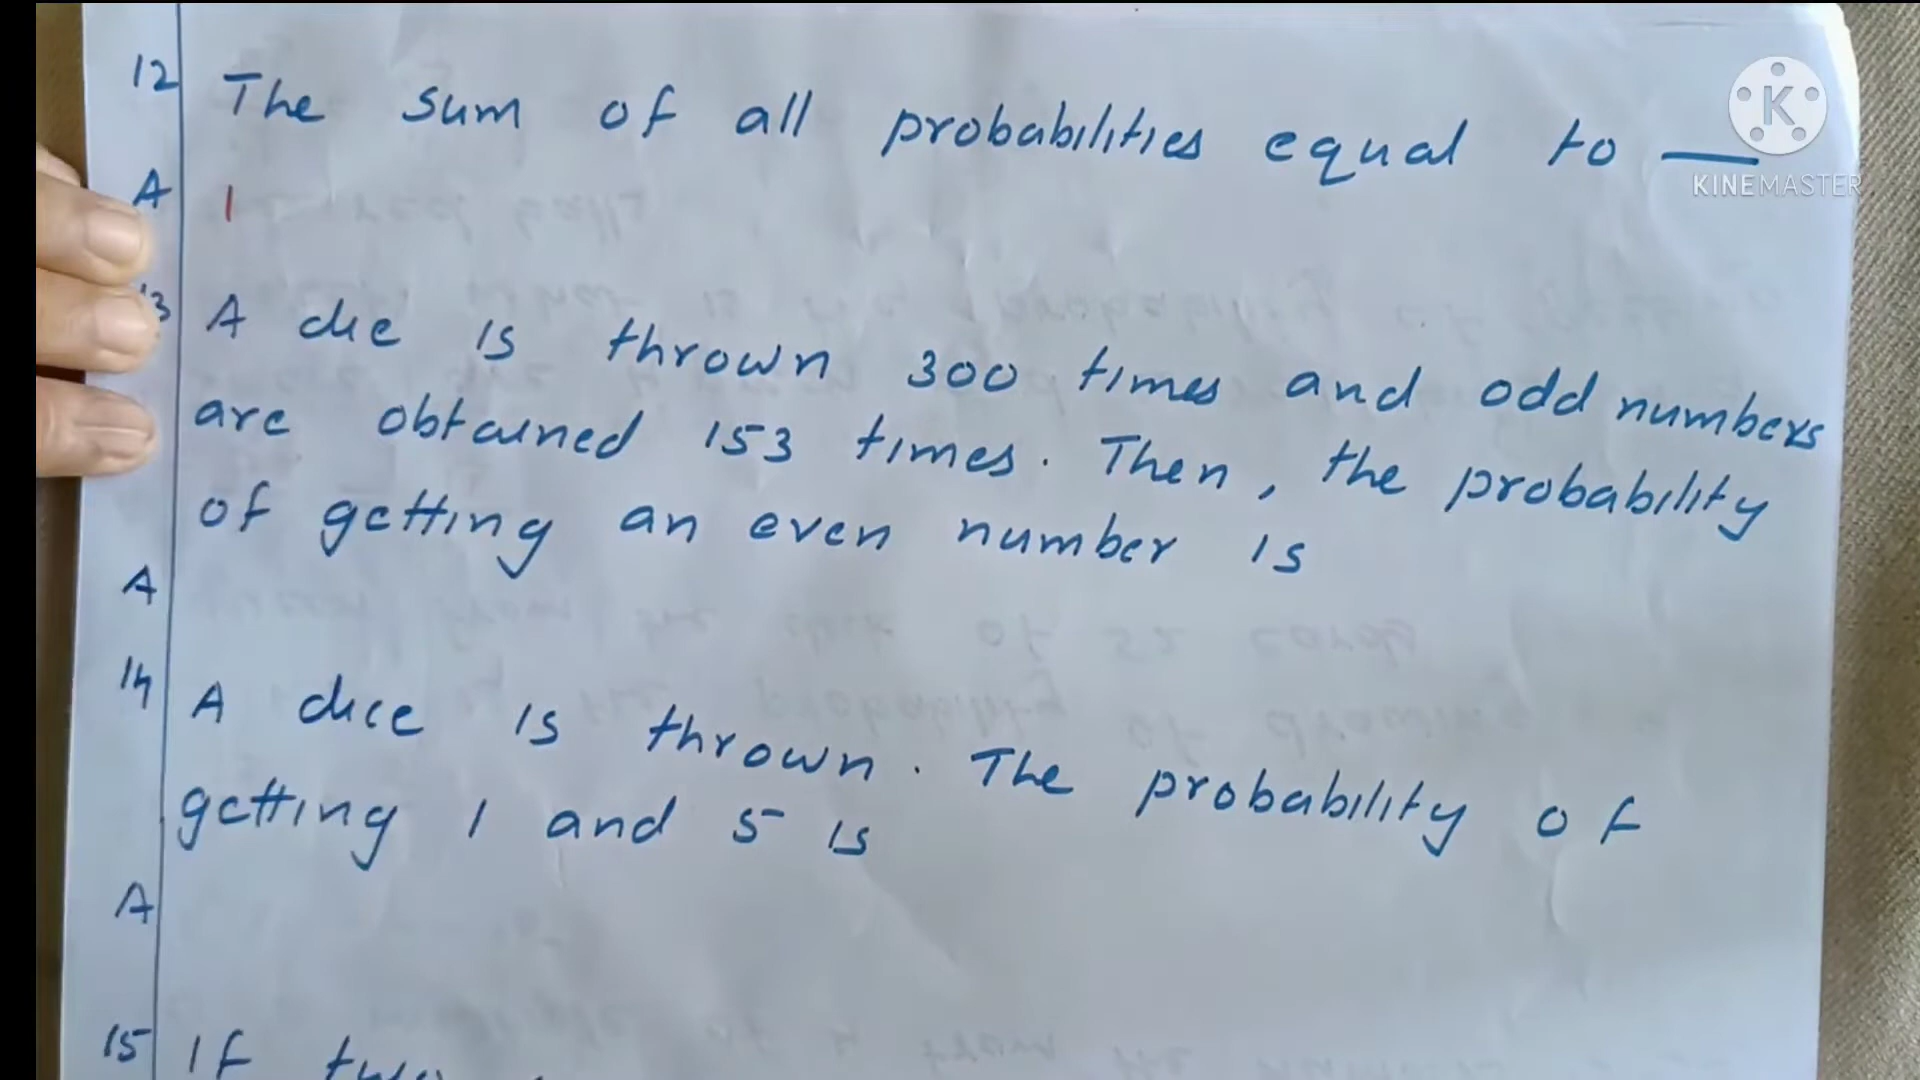 12 The sum of all probabilities equal to __
A 1
13 A die is thrown 300 times and odd numbers
are obtained 153 times. Then, the probability
of getting an even number is
A
14 A dice is thrown. The probability of
getting 1 and 5 is
A
15 If two
K
KINEMASTER